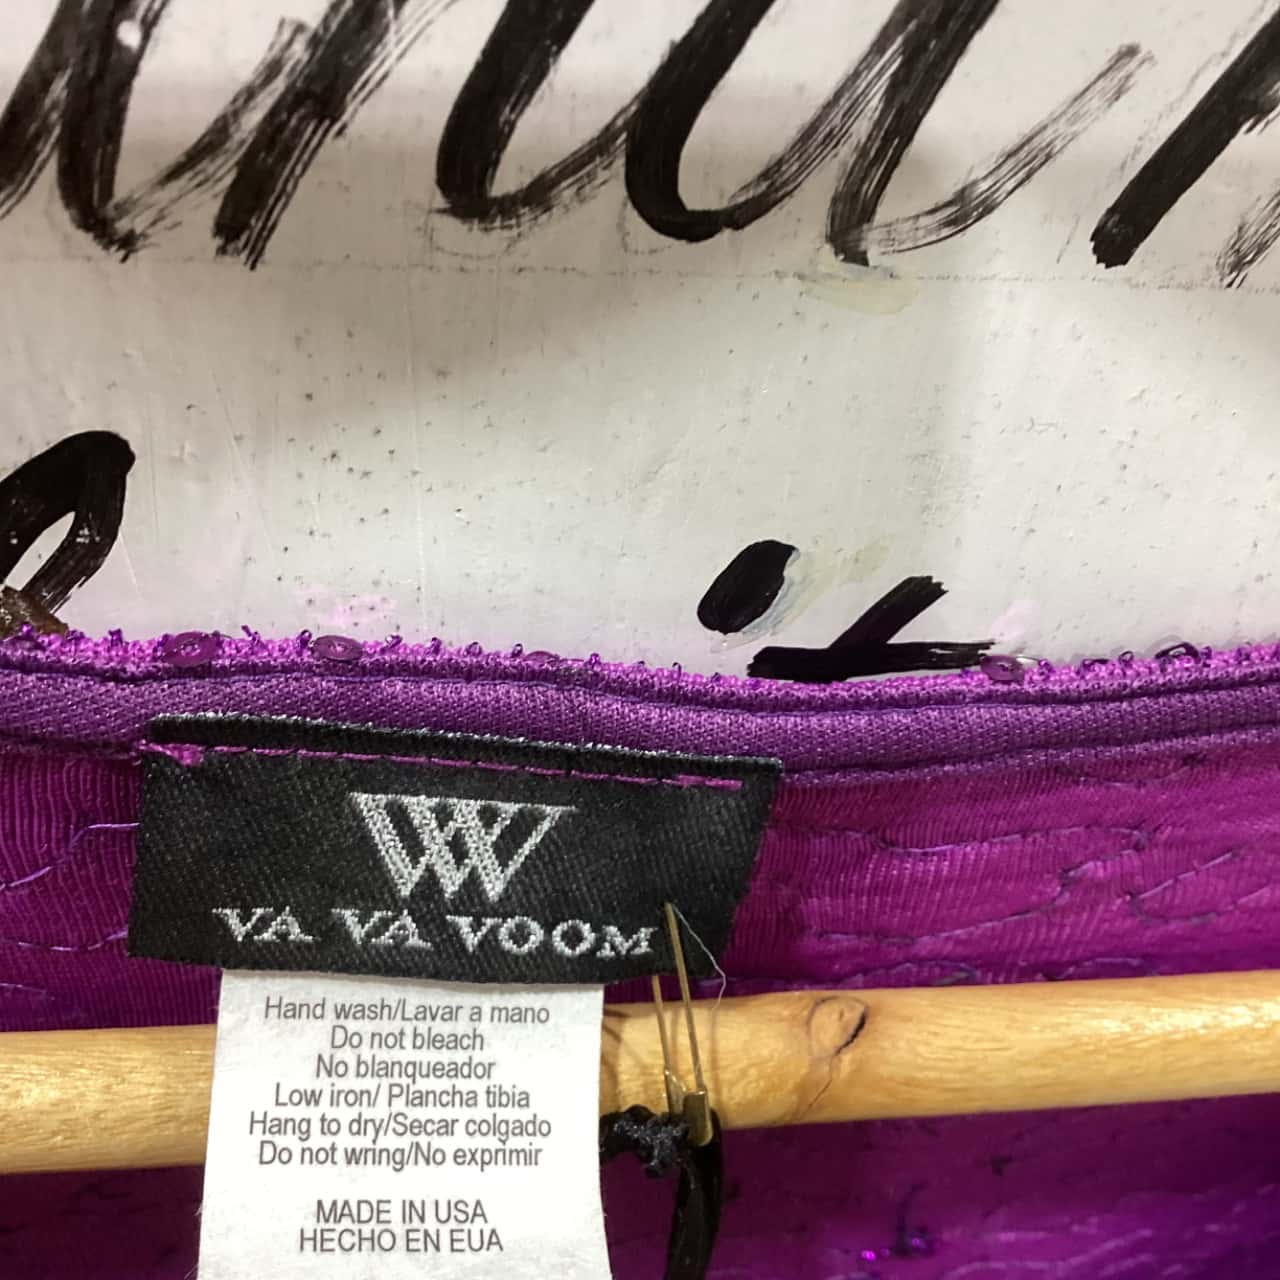 VA VA VOOM
Hand wash/Lavar a mano
Do not bleach
No blanqueador
Low iron/ Plancha tibia
Hang to dry/Secar colgado
Do not wring/No exprimir
MADE IN USA
HECHO EN EUA